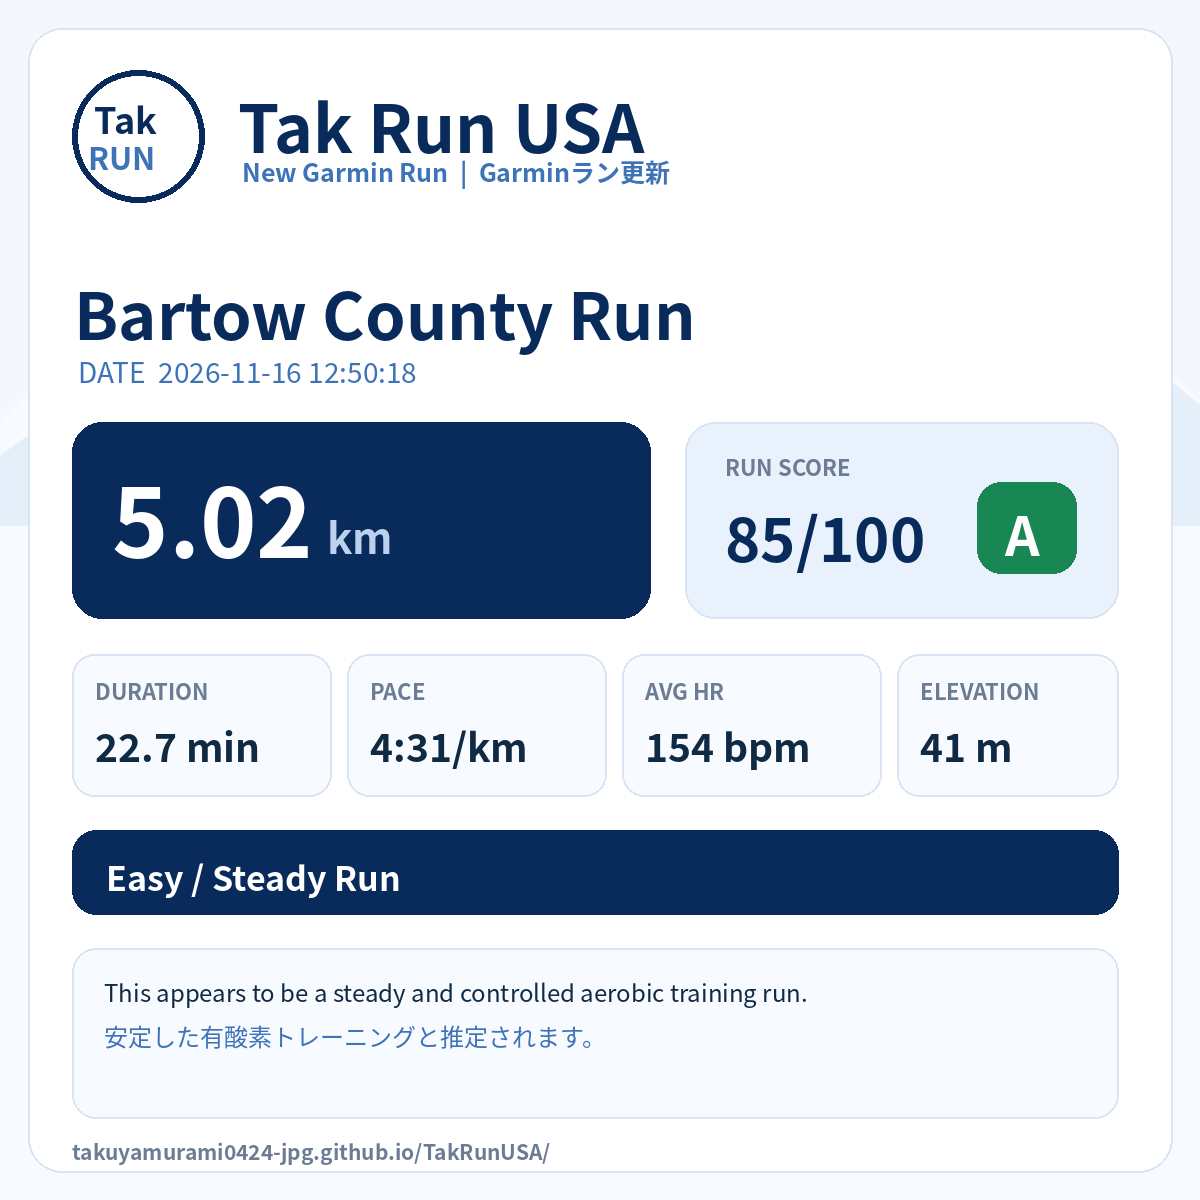 Tak
RUN
Tak Run USA
New Garmin Run | Garminラン更新
Bartow County Run
DATE 2026-11-16 12:50:18
5.02 km
RUN SCORE
85/100
A
DURATION
22.7 min
PACE
4:31/km
AVG HR
154 bpm
ELEVATION
41 m
Easy / Steady Run
This appears to be a steady and controlled aerobic training run.
安定した有酸素トレーニングと推定されます。
takuyamurami0424-jpg.github.io/TakRunUSA/